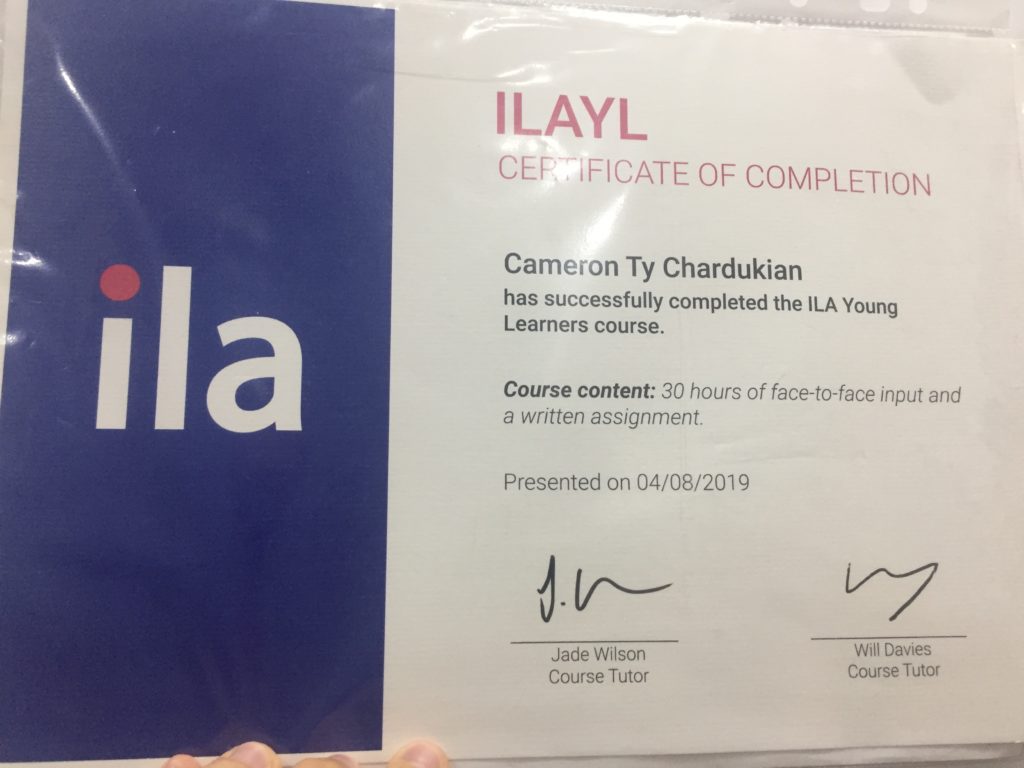 ila
ILAYL
CERTIFICATE OF COMPLETION
Cameron Ty Chardukian
has successfully completed the ILA Young
Learners course.
Course content: 30 hours of face-to-face input and
a written assignment.
Presented on 04/08/2019
Jade Wilson
Course Tutor
Will Davies
Course Tutor